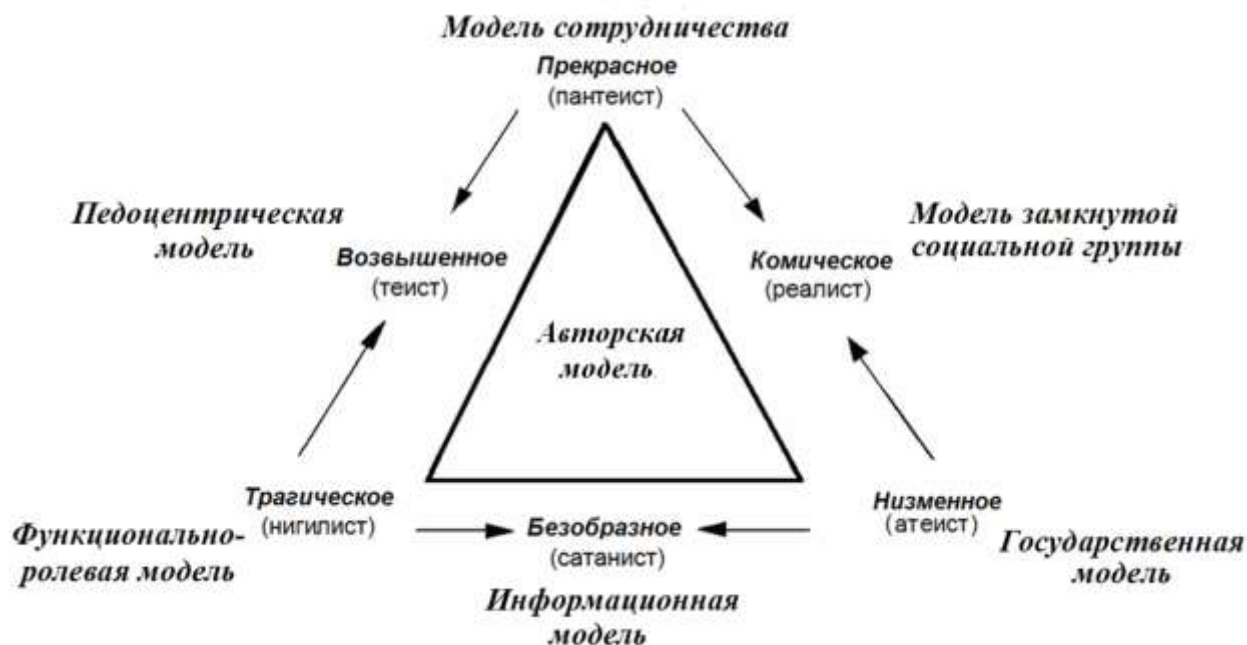 Модель сотрудничества
Прекрасное
(пантеист)
Педоцентрическая
модель
Возвышенное
(теист)
Модель замкнутой
социальной группы
Комическое
(реалист)
Авторская
модель
Трагическое
(нигилист)
Функционально-
ролевая модель
Безобразное
(сатанист)
Информационная
модель
Низменное
(атеист)
Государственная
модель